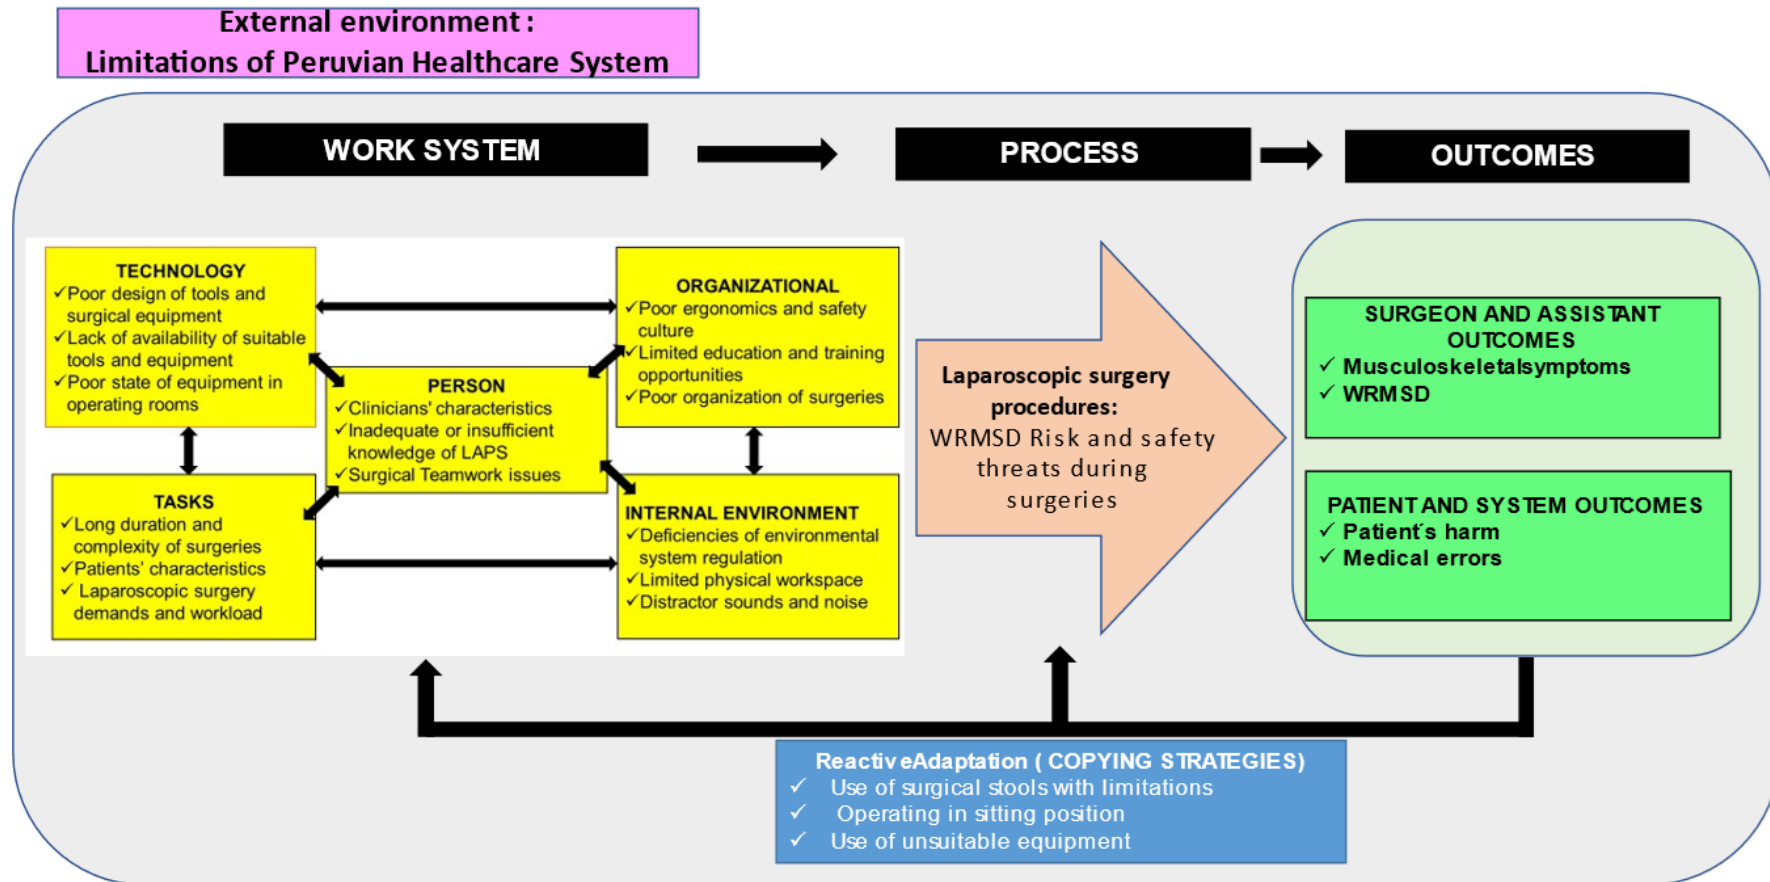 External environment :
Limitations of Peruvian Healthcare System
WORK SYSTEM
PROCESS
OUTCOMES
TECHNOLOGY
✓Poor design of tools and
surgical equipment
✓Lack of availability of suitable
tools and equipment
✓Poor state of equipment in
operating rooms
ORGANIZATIONAL
✓Poor ergonomics and safety
culture
✓Limited education and training
opportunities
✓Poor organization of surgeries
PERSON
✓Clinicians' characteristics
✓Inadequate or insufficient
knowledge of LAPS
✓Surgical Teamwork issues
TASKS
✓Long duration and
complexity of surgeries
✓Patients' characteristics
✓ Laparoscopic surgery
demands and workload
INTERNAL ENVIRONMENT
✓Deficiencies of environmental
system regulation
✓Limited physical workspace
✓Distractor sounds and noise
Laparoscopic surgery
procedures:
WRMSD Risk and safety
threats during
surgeries
SURGEON AND ASSISTANT
OUTCOMES
✓ Musculoskeletalsymptoms
✓ WRMSD
PATIENT AND SYSTEM OUTCOMES
✓ Patient´s harm
✓ Medical errors
ReactiveAdaptation ( COPYING STRATEGIES)
✓ Use of surgical stools with limitations
✓ Operating in sitting position
✓ Use of unsuitable equipment